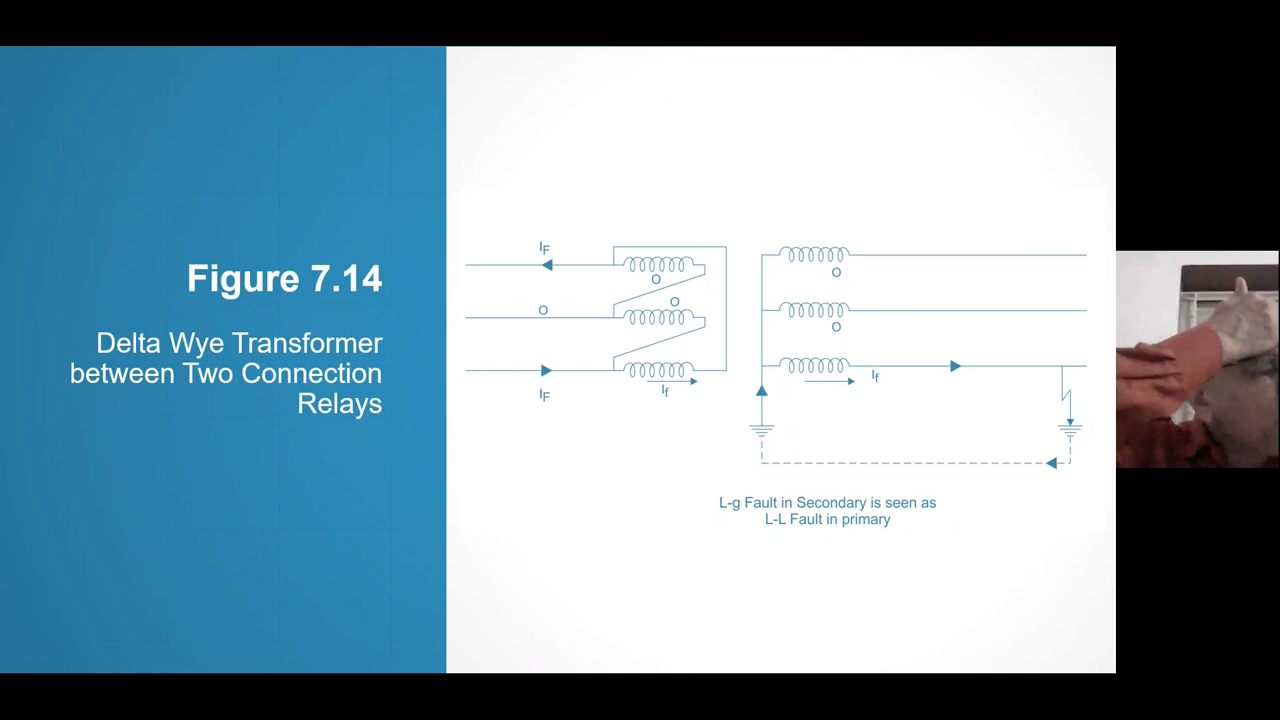 Figure 7.14
Delta Wye Transformer
between Two Connection
Relays
IF
O
O
O
IF
If
O
O
If
L-g Fault in Secondary is seen as
L-L Fault in primary